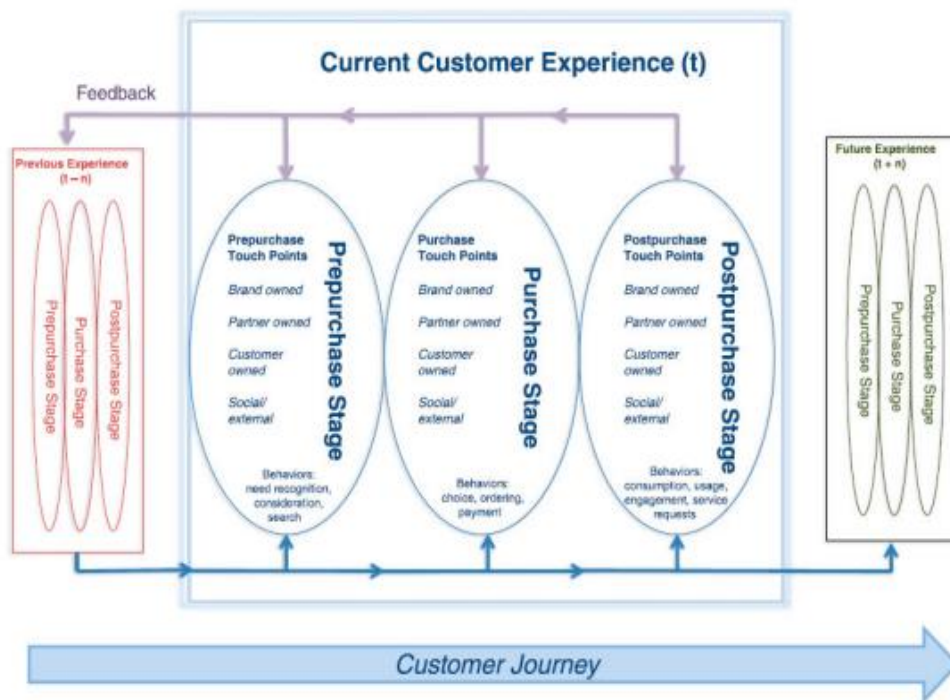 Current Customer Experience (t)
Feedback
Previous Experience
(t – n)
Prepurchase Stage
Purchase Stage
Postpurchase Stage
Prepurchase
Touch Points
Brand owned
Partner owned
Customer
owned
Social/
external
Prepurchase Stage
Behaviors:
need recognition,
consideration,
search
Purchase
Touch Points
Brand owned
Partner owned
Customer
owned
Social/
external
Purchase Stage
Behaviors:
choice, ordering,
payment
Postpurchase
Touch Points
Brand owned
Partner owned
Customer
owned
Social/
external
Postpurchase Stage
Behaviors:
consumption, usage,
engagement, service
requests
Future Experience
(t + n)
Prepurchase Stage
Purchase Stage
Postpurchase Stage
Customer Journey